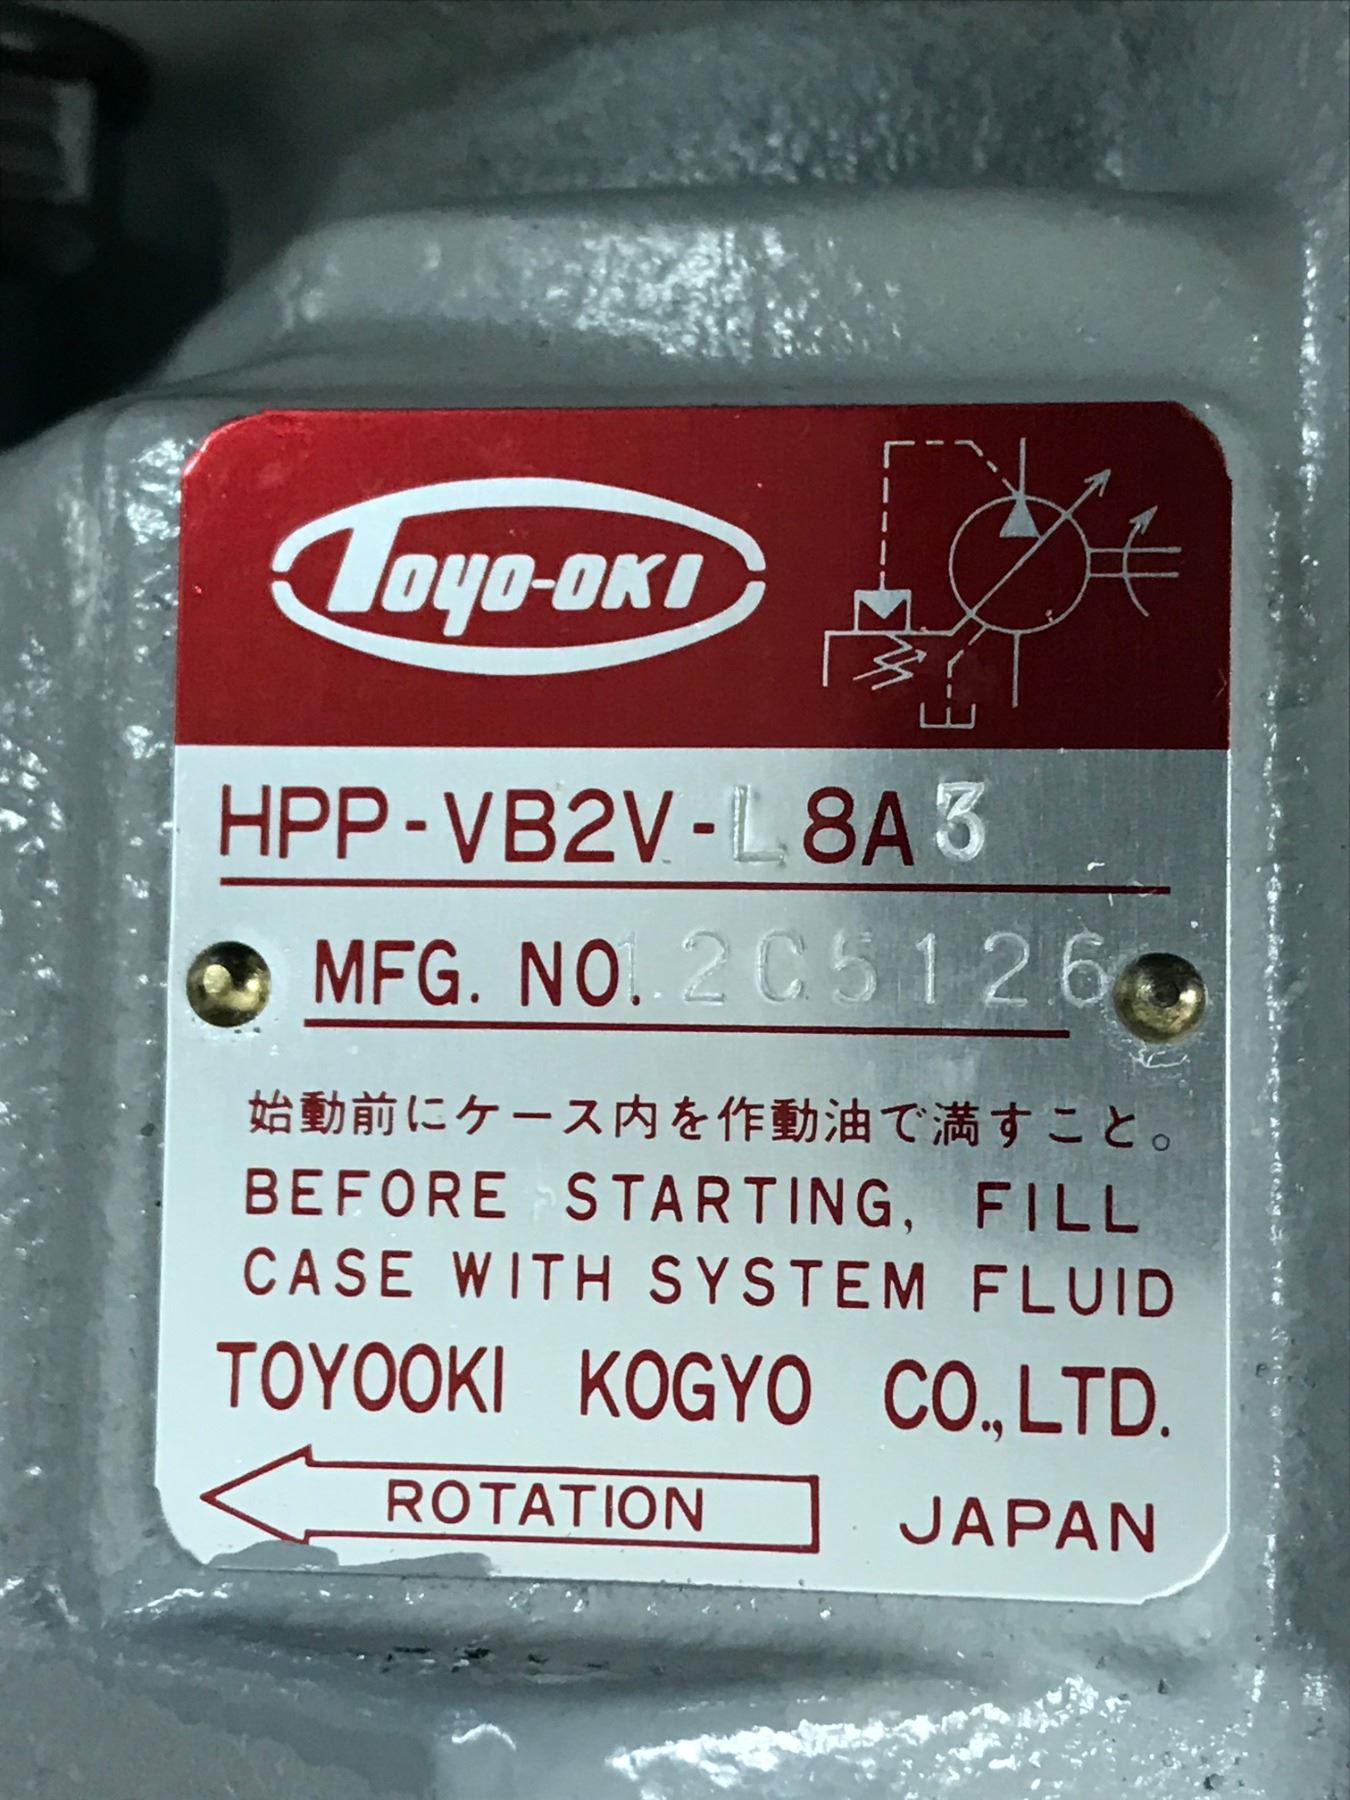 TOYO-OKI
HPP-VB2V-L8A3
MFG. NO. 12C5126
始動前にケース内を作動油で満すこと。
BEFORE STARTING, FILL
CASE WITH SYSTEM FLUID
TOYOOKI KOGYO CO., LTD.
ROTATION JAPAN